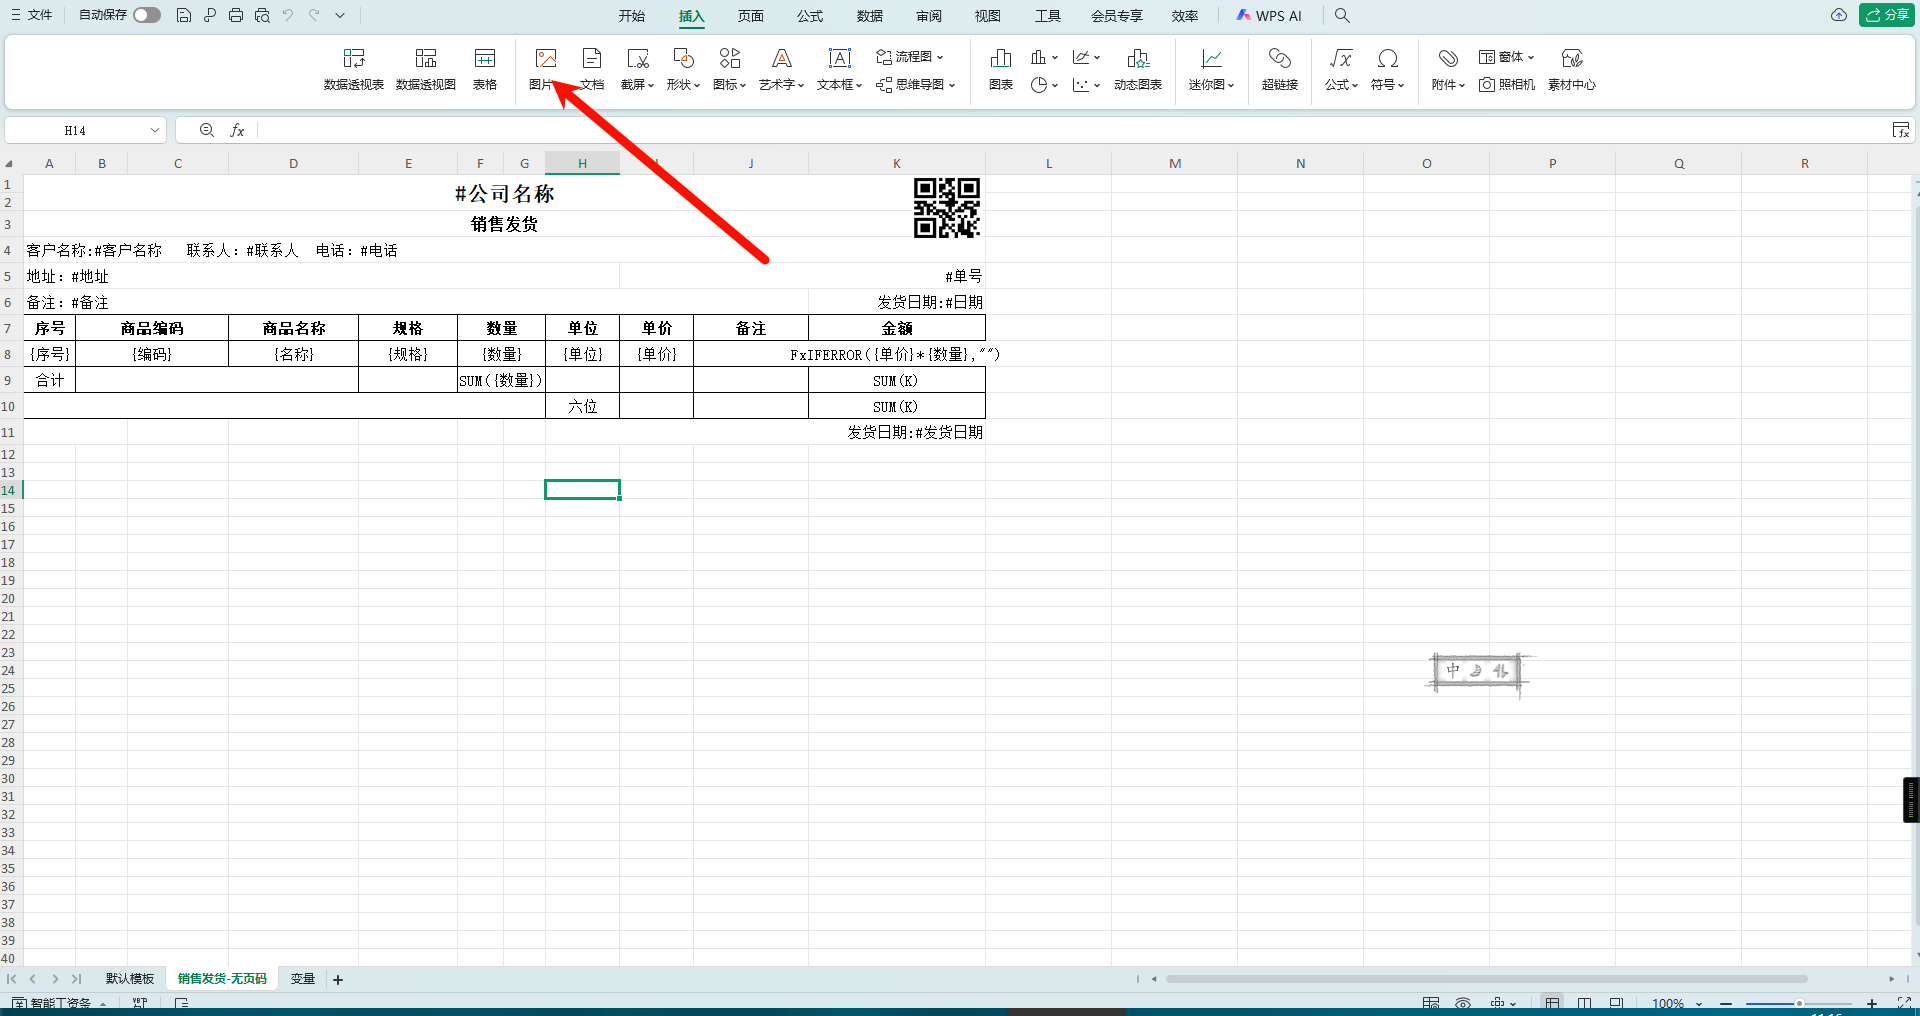 文件 自动保存 开始 插入 页面 公式 数据 审阅 视图 工具 会员专享 效率 WPS AI 分享
数据透视表 数据透视图 表格 图片 文档 截屏 形状 图标 艺术字 文本框 流程图 思维导图 图表 动态图表 迷你图 超链接 公式 符号 附件 窗体 照相机 素材中心
H14 fx
A B C D E F G H J K L M N O P Q R
1 #公司名称
2
3 销售发货
4 客户名称:#客户名称 联系人：#联系人 电话：#电话
5 地址：#地址 #单号
6 备注：#备注 发货日期:#日期
7 序号 商品编码 商品名称 规格 数量 单位 单价 备注 金额
8 {序号} {编码} {名称} {规格} {数量} {单位} {单价} FxIFERROR({单价}*{数量},"")
9 合计 SUM({数量}) SUM(K)
10 六位 SUM(K)
11 发货日期:#发货日期
12
13
14
15
16
17
18
19
20
21
22
23
24 中
25
26
27
28
29
30
31
32
33
34
35
36
37
38
39
40
默认模板 销售发货-无页码 变量 +
智能工资条 100%